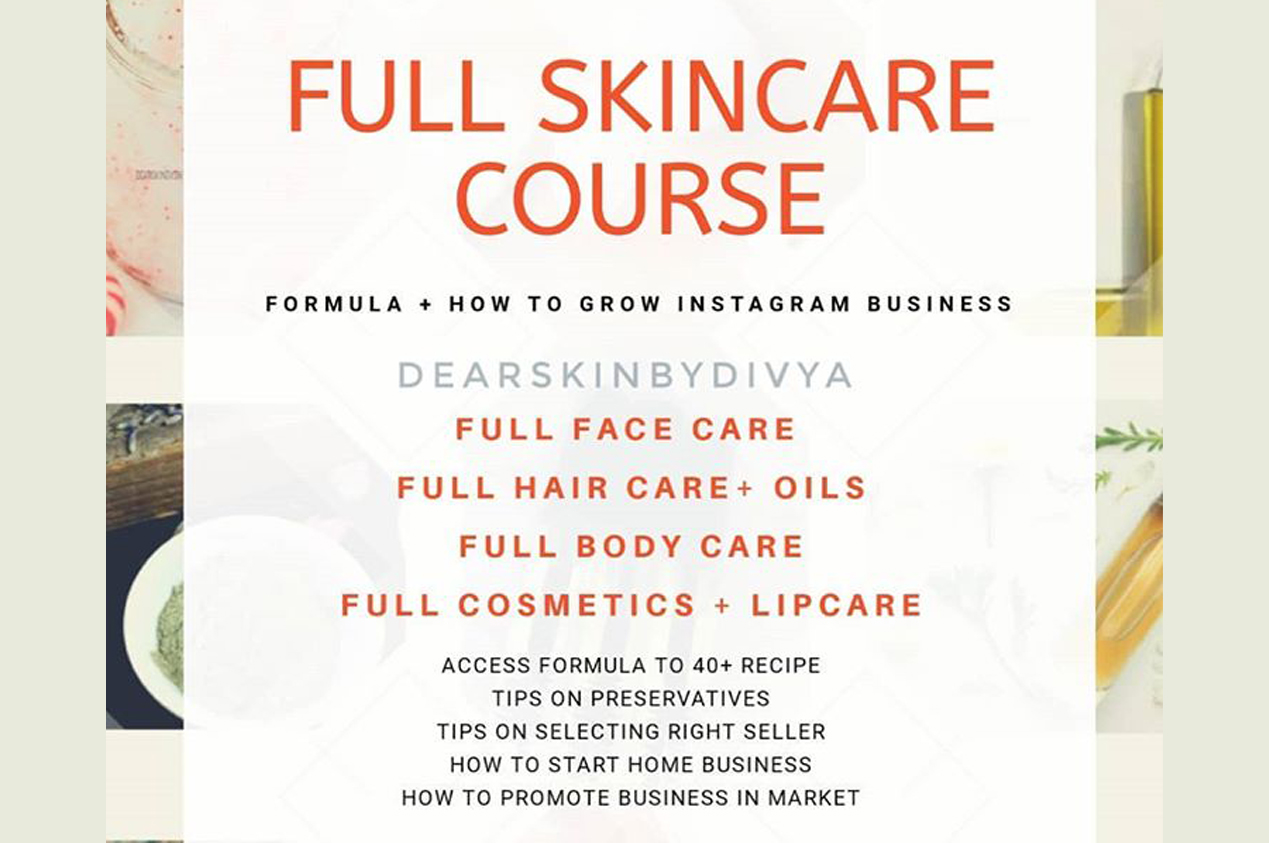 FULL SKINCARE
COURSE
FORMULA + HOW TO GROW INSTAGRAM BUSINESS
DEARSKINBYDIVYA
FULL FACE CARE
FULL HAIR CARE+ OILS
FULL BODY CARE
FULL COSMETICS + LIPCARE
ACCESS FORMULA TO 40+ RECIPE
TIPS ON PRESERVATIVES
TIPS ON SELECTING RIGHT SELLER
HOW TO START HOME BUSINESS
HOW TO PROMOTE BUSINESS IN MARKET